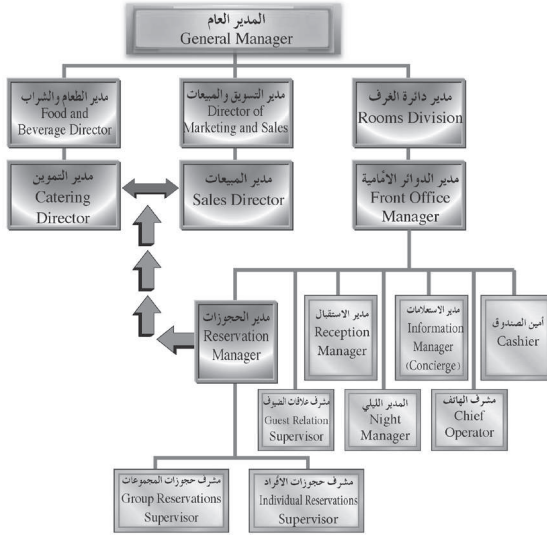 المدير العام
General Manager
مدير الطعام والشراب
Food and
Beverage Director
مدير التسويق والمبيعات
Director of
Marketing and Sales
مدير دائرة الغرف
Rooms Division
مدير التموين
Catering
Director
مدير المبيعات
Sales Director
مدير الدوائر الأمامية
Front Office
Manager
مدير الحجوزات
Reservation
Manager
مدير الاستقبال
Reception
Manager
مدير الاستعلامات
Information
Manager
(Concierge)
أمين الصندوق
Cashier
مشرف علاقات الضيوف
Guest Relation
Supervisor
المدير الليلي
Night
Manager
مشرف الهاتف
Chief
Operator
مشرف حجوزات المجموعات
Group Reservations
Supervisor
مشرف حجوزات الافراد
Individual Reservations
Supervisor